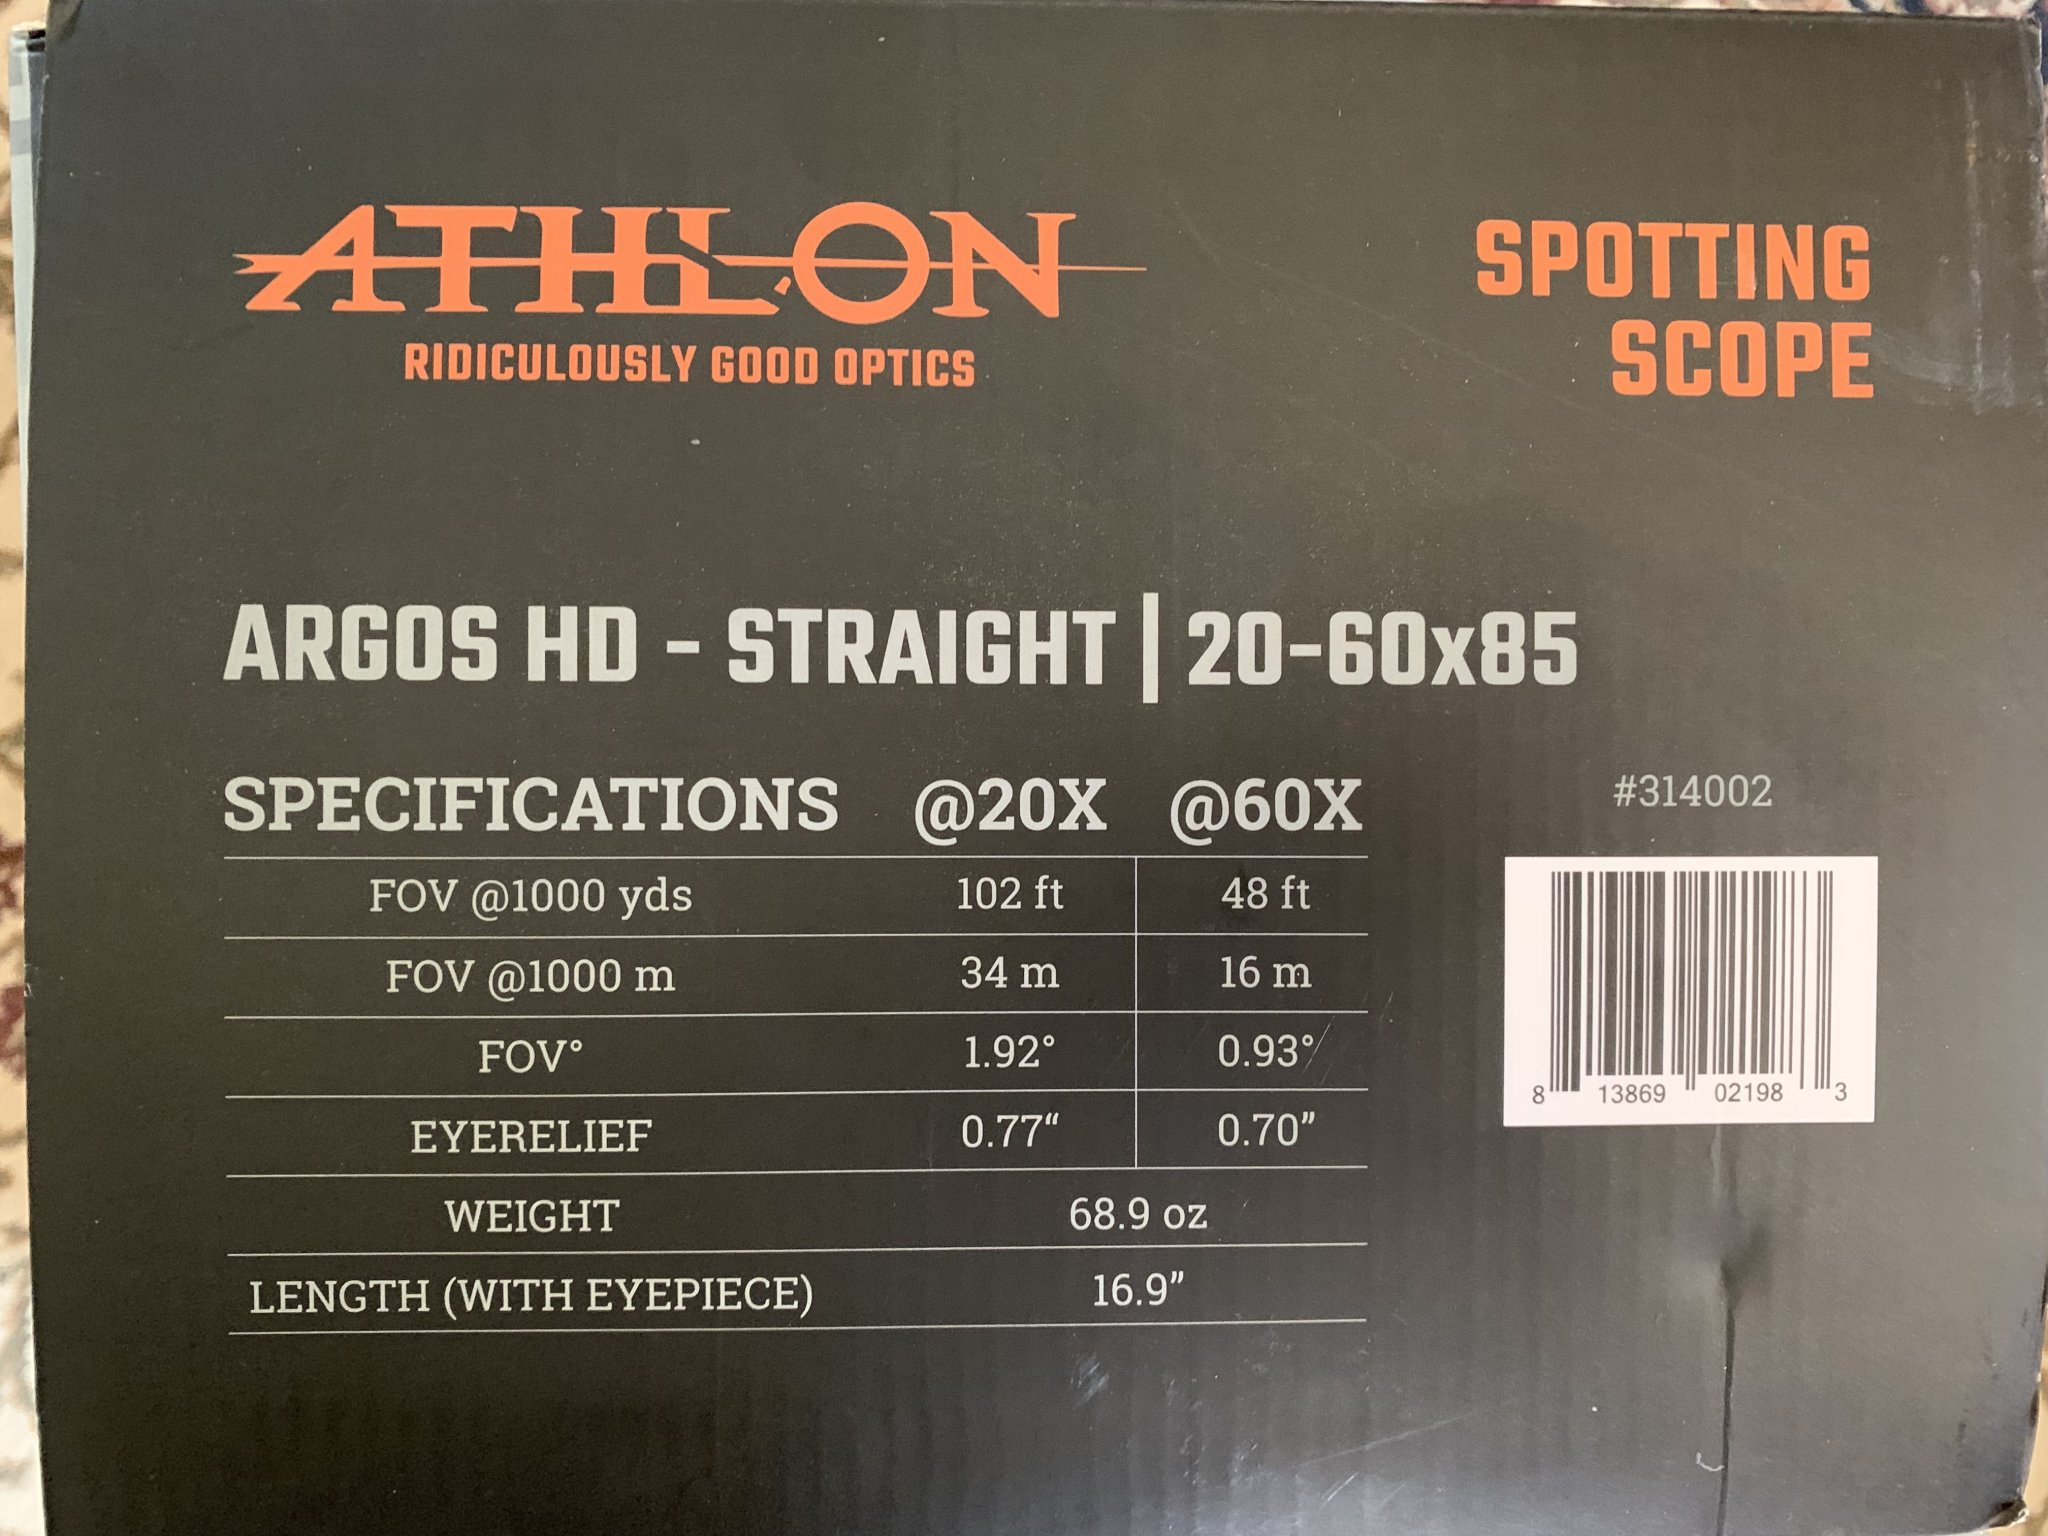 ATHLON
RIDICULOUSLY GOOD OPTICS
SPOTTING
SCOPE
ARGOS HD - STRAIGHT | 20-60x85
SPECIFICATIONS @20X @60X
FOV @1000 yds 102 ft 48 ft
FOV @1000 m 34 m 16 m
FOV° 1.92° 0.93°
EYERELIEF 0.77“ 0.70”
WEIGHT 68.9 oz
LENGTH (WITH EYEPIECE) 16.9”
#314002
8 13869 02198 3